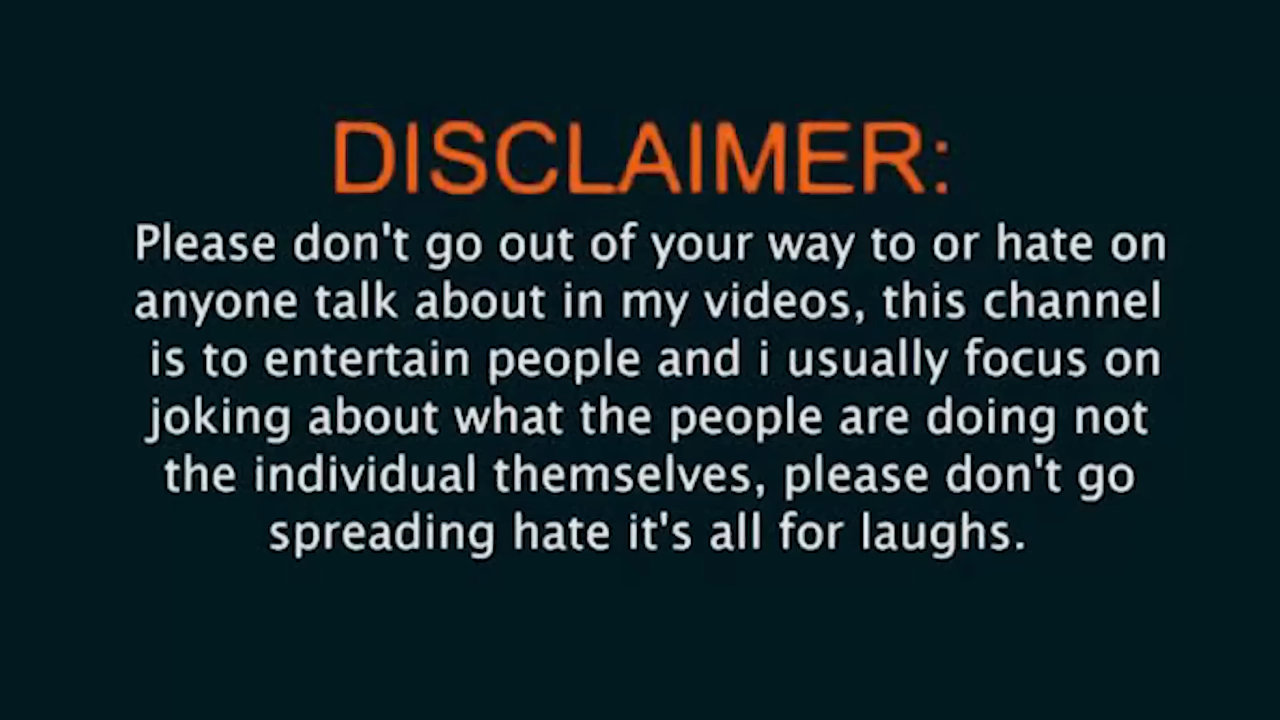 DISCLAIMER:
Please don't go out of your way to or hate on
anyone talk about in my videos, this channel
is to entertain people and i usually focus on
joking about what the people are doing not
the individual themselves, please don't go
spreading hate it's all for laughs.